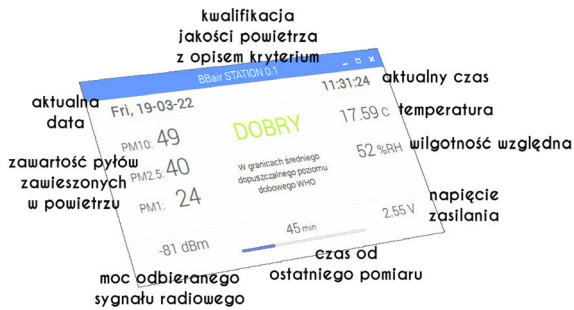 kwalifikacja
jakości powietrza
z opisem kryterium
BBair STATION 0.1
aktualna
data
Fri, 19-03-22
11:31:24
aktualny czas
PM10: 49
DOBRY
17.59 C
temperatura
zawartość pyłów
zawieszonych
w powietrzu
PM2.5: 40
W granicach średniego
dopuszczalnego poziomu
dobowego WHO
52 %RH
wilgotność względna
PM1: 24
napięcie
zasilania
-81 dBm
45 min
2.55 V
moc odbieranego
sygnału radiowego
czas od
ostatniego pomiaru